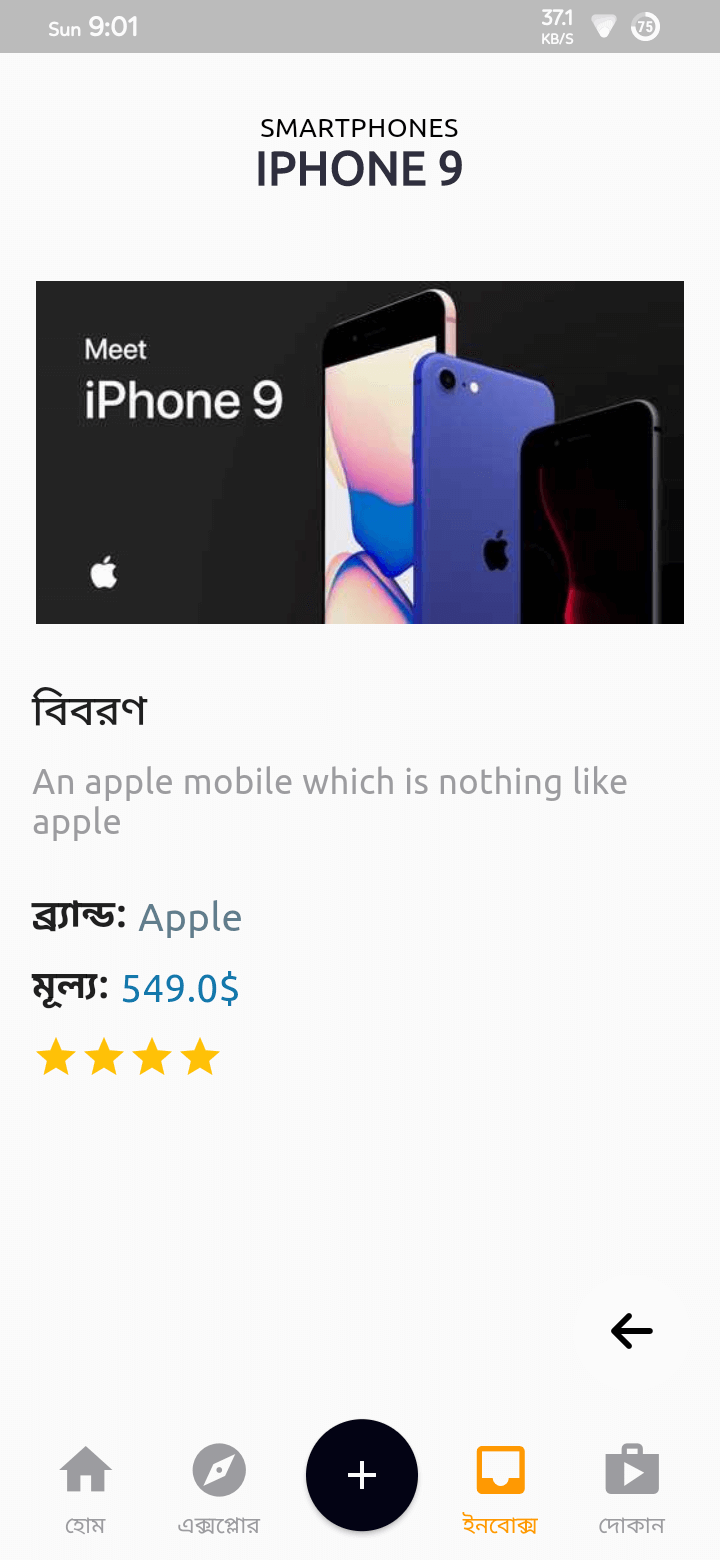 Sun 9:01
37.1
KB/S
75
SMARTPHONES
IPHONE 9
Meet
iPhone 9
বিবরণ
An apple mobile which is nothing like
apple
ব্র্যান্ড: Apple
মূল্য: 549.0$
হোম
এক্সপ্লোর
ইনবোক্স
দোকান